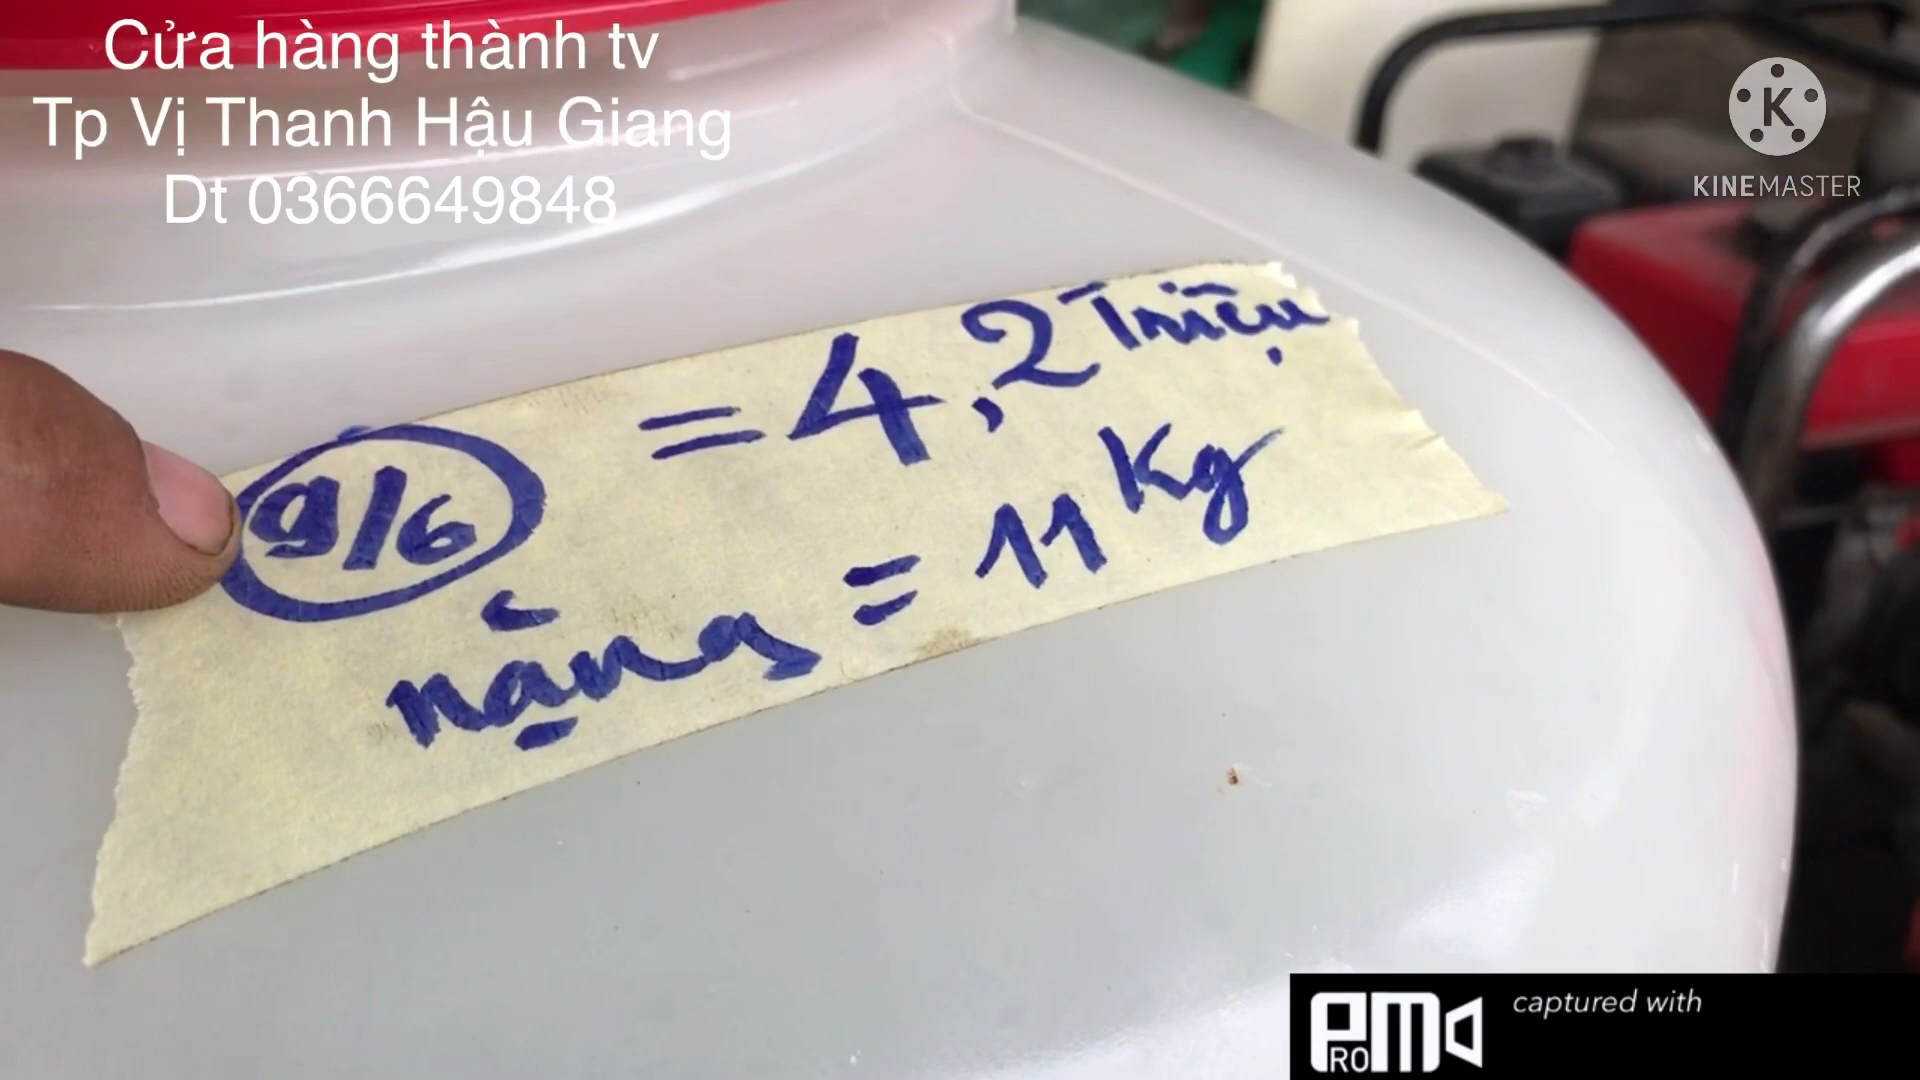 Cửa hàng thành tv
Tp Vị Thanh Hậu Giang
Dt 0366649848
K
KINEMASTER
9/6 = 4,2 Triệu
nặng = 11 Kg
captured with
PROMO